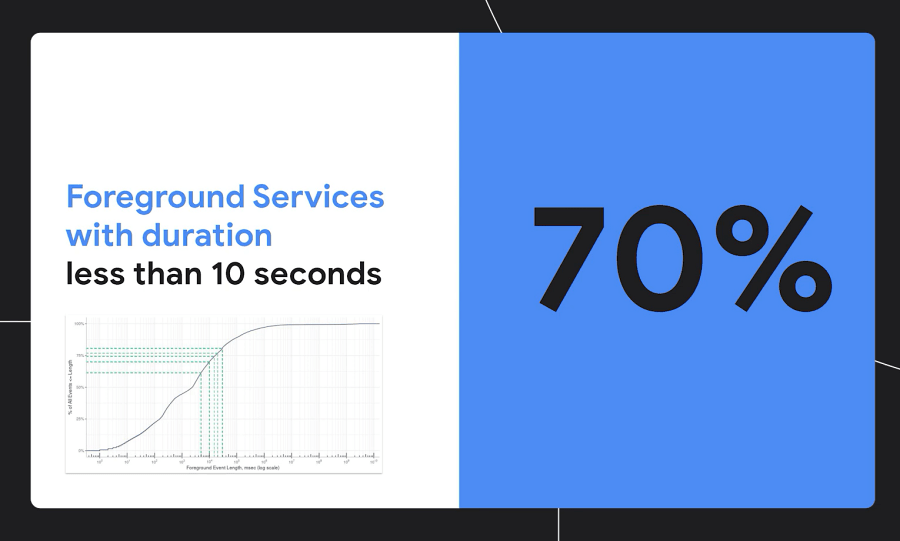 Foreground Services
with duration
less than 10 seconds
70%
100%
75%
50%
25%
0%
% of All Events <= Length
Foreground Event Length, msec (log scale)